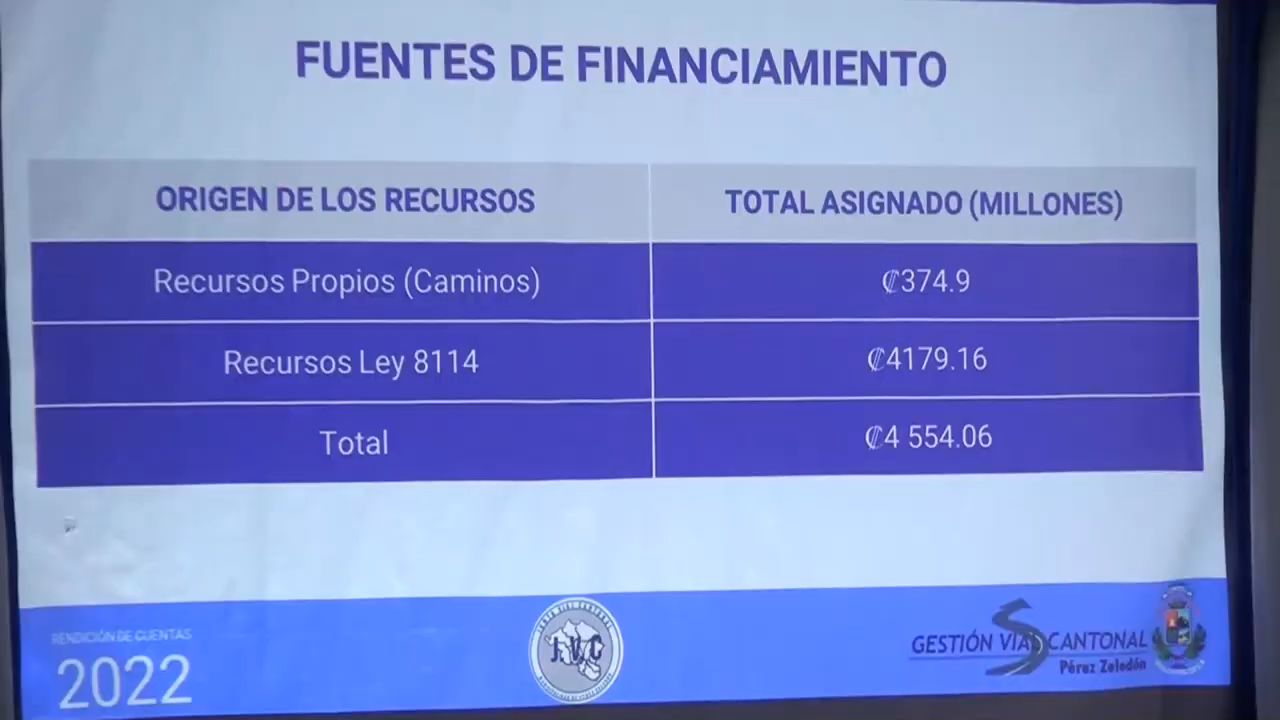 FUENTES DE FINANCIAMIENTO
ORIGEN DE LOS RECURSOS
TOTAL ASIGNADO (MILLONES)
Recursos Propios (Caminos)
₡374.9
Recursos Ley 8114
₡4179.16
Total
₡4 554.06
RENDICIÓN DE CUENTAS
2022
JVC
GESTIÓN VIAL CANTONAL
Pérez Zeledón